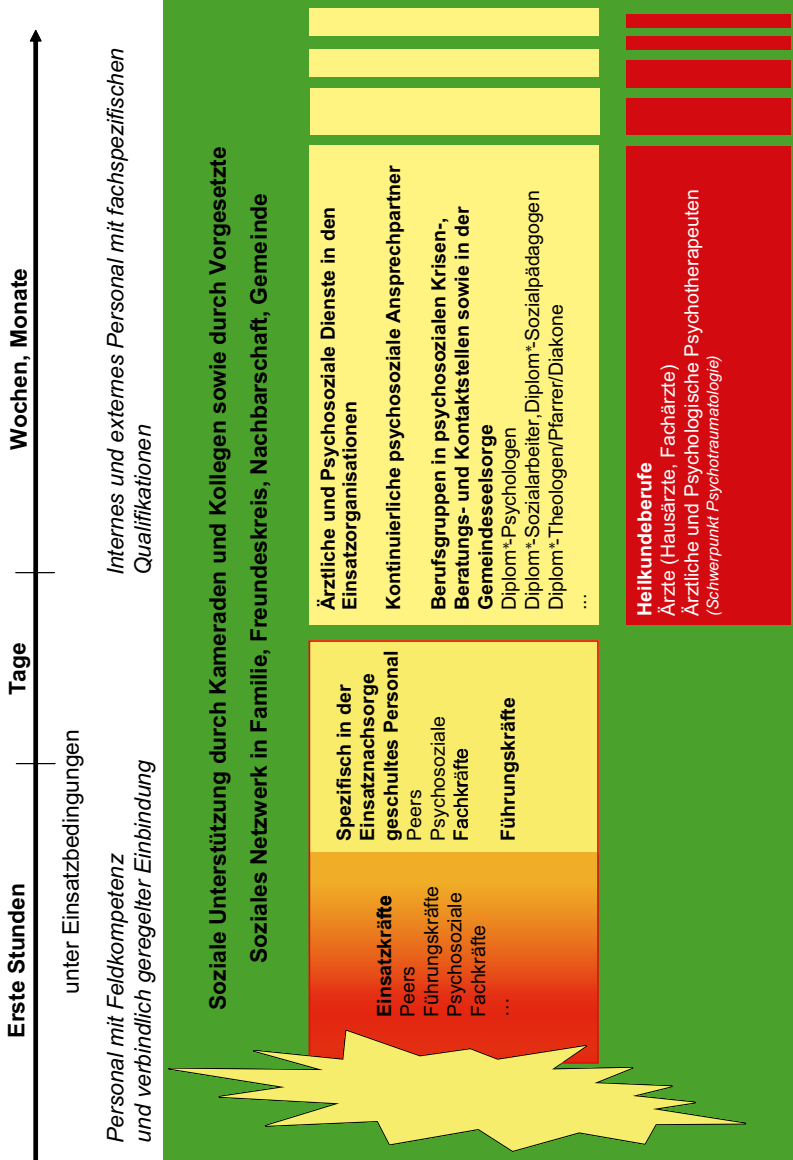 Erste Stunden
Tage
Wochen, Monate
unter Einsatzbedingungen
Personal mit Feldkompetenz
und verbindlich geregelter Einbindung
Internes und externes Personal mit fachspezifischen
Qualifikationen
Soziale Unterstützung durch Kameraden und Kollegen sowie durch Vorgesetzte
Soziales Netzwerk in Familie, Freundeskreis, Nachbarschaft, Gemeinde
Einsatzkräfte
Peers
Führungskräfte
Psychosoziale
Fachkräfte
…
Spezifisch in der
Einsatznachsorge
geschultes Personal
Peers
Psychosoziale
Fachkräfte
Führungskräfte
Ärztliche und Psychosoziale Dienste in den
Einsatzorganisationen
Kontinuierliche psychosoziale Ansprechpartner
Berufsgruppen in psychosozialen Krisen-,
Beratungs- und Kontaktstellen sowie in der
Gemeindeseelsorge
Diplom*-Psychologen
Diplom*-Sozialarbeiter, Diplom*-Sozialpädagogen
Diplom*-Theologen/Pfarrer/Diakone
…
Heilkundeberufe
Ärzte (Hausärzte, Fachärzte)
Ärztliche und Psychologische Psychotherapeuten
(Schwerpunkt Psychotraumatologie)